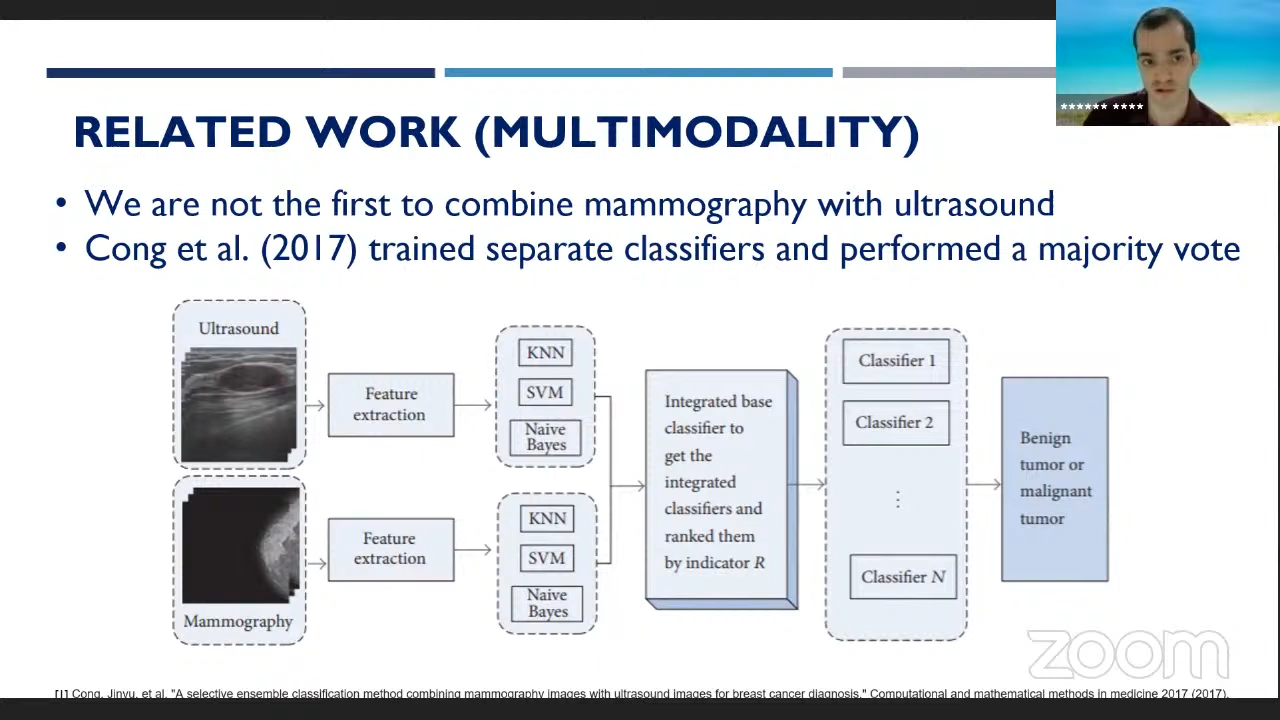 ****** ****
RELATED WORK (MULTIMODALITY)
• We are not the first to combine mammography with ultrasound
• Cong et al. (2017) trained separate classifiers and performed a majority vote
Ultrasound
Feature
extraction
KNN
SVM
Naive
Bayes
Mammography
Feature
extraction
KNN
SVM
Naive
Bayes
Integrated base
classifier to
get the
integrated
classifiers and
ranked them
by indicator R
Classifier 1
Classifier 2
⋮
Classifier N
Benign
tumor or
malignant
tumor
zoom
[1] Cong, Jinyu, et al. "A selective ensemble classification method combining mammography images with ultrasound images for breast cancer diagnosis." Computational and mathematical methods in medicine 2017 (2017).